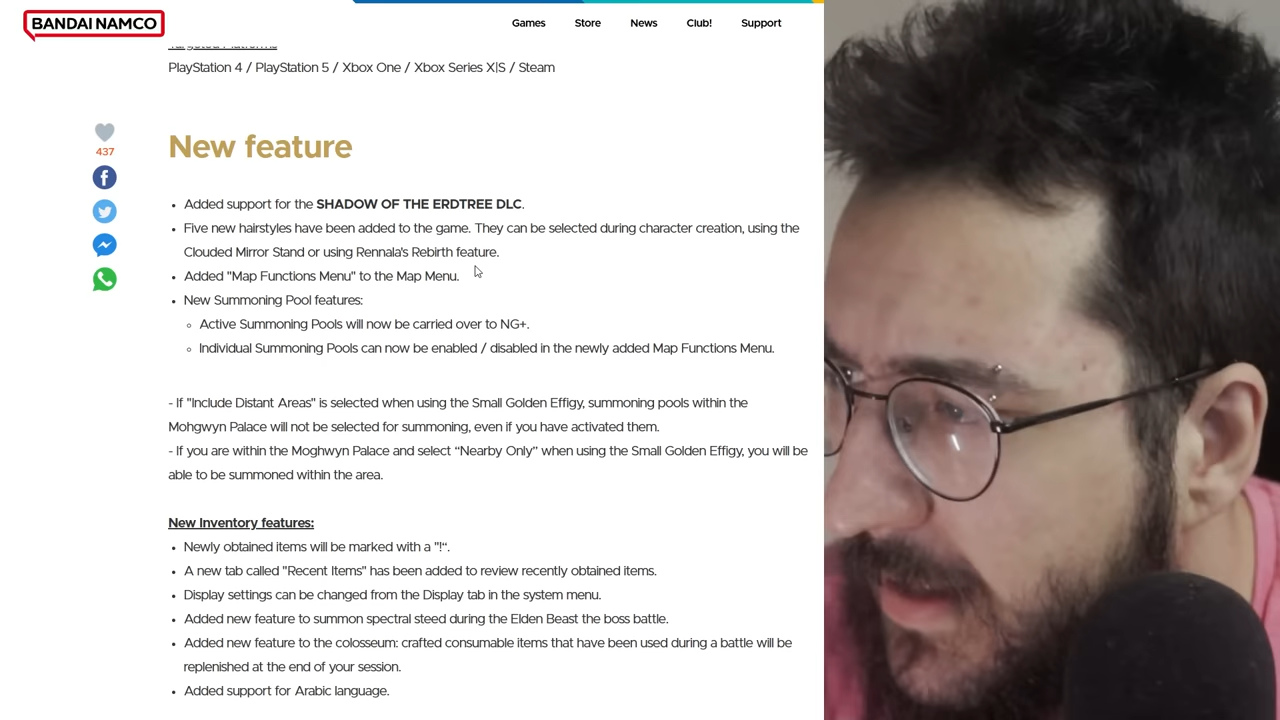 BANDAI NAMCO
Games Store News Club! Support
Targeted Platforms
PlayStation 4 / PlayStation 5 / Xbox One / Xbox Series X|S / Steam
New feature
437
• Added support for the SHADOW OF THE ERDTREE DLC.
• Five new hairstyles have been added to the game. They can be selected during character creation, using the
Clouded Mirror Stand or using Rennala's Rebirth feature.
• Added "Map Functions Menu" to the Map Menu.
• New Summoning Pool features:
◦ Active Summoning Pools will now be carried over to NG+.
◦ Individual Summoning Pools can now be enabled / disabled in the newly added Map Functions Menu.
- If "Include Distant Areas" is selected when using the Small Golden Effigy, summoning pools within the
Mohgwyn Palace will not be selected for summoning, even if you have activated them.
- If you are within the Moghwyn Palace and select “Nearby Only” when using the Small Golden Effigy, you will be
able to be summoned within the area.
New Inventory features:
• Newly obtained items will be marked with a "!“.
• A new tab called "Recent Items" has been added to review recently obtained items.
• Display settings can be changed from the Display tab in the system menu.
• Added new feature to summon spectral steed during the Elden Beast the boss battle.
• Added new feature to the colosseum: crafted consumable items that have been used during a battle will be
replenished at the end of your session.
• Added support for Arabic language.